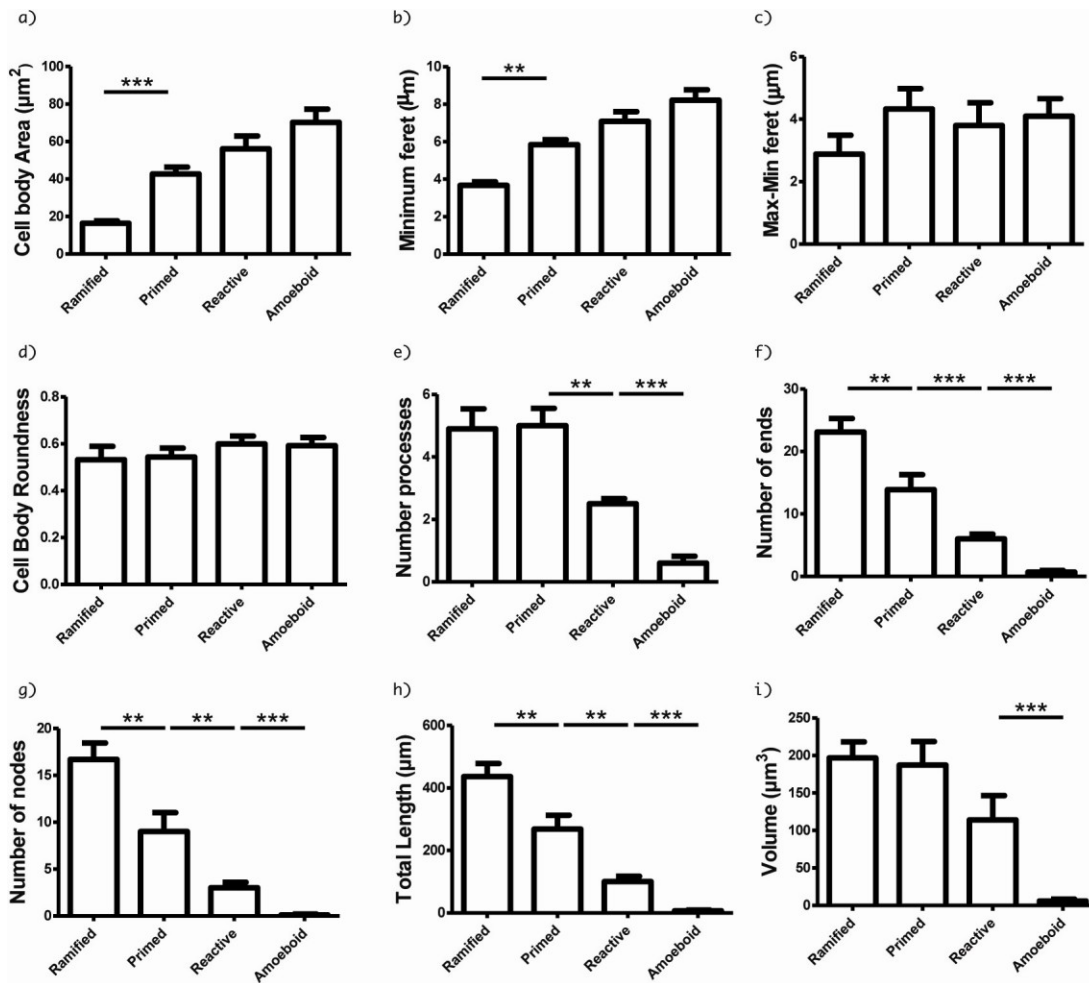 a)
***
Cell body Area (μm²)
100
80
60
40
20
0
Ramified
Primed
Reactive
Amoeboid
b)
**
Minimum feret (μm)
10
8
6
4
2
0
Ramified
Primed
Reactive
Amoeboid
c)
Max-Min feret (μm)
6
4
2
0
Ramified
Primed
Reactive
Amoeboid
d)
Cell Body Roundness
0.8
0.6
0.4
0.2
0.0
Ramified
Primed
Reactive
Amoeboid
e)
** ***
Number processes
6
4
2
0
Ramified
Primed
Reactive
Amoeboid
f)
** *** ***
Number of ends
30
20
10
0
Ramified
Primed
Reactive
Amoeboid
g)
** ** ***
Number of nodes
20
15
10
5
0
Ramified
Primed
Reactive
Amoeboid
h)
** ** ***
Total Length (μm)
600
400
200
0
Ramified
Primed
Reactive
Amoeboid
i)
***
Volume (μm³)
250
200
150
100
50
0
Ramified
Primed
Reactive
Amoeboid